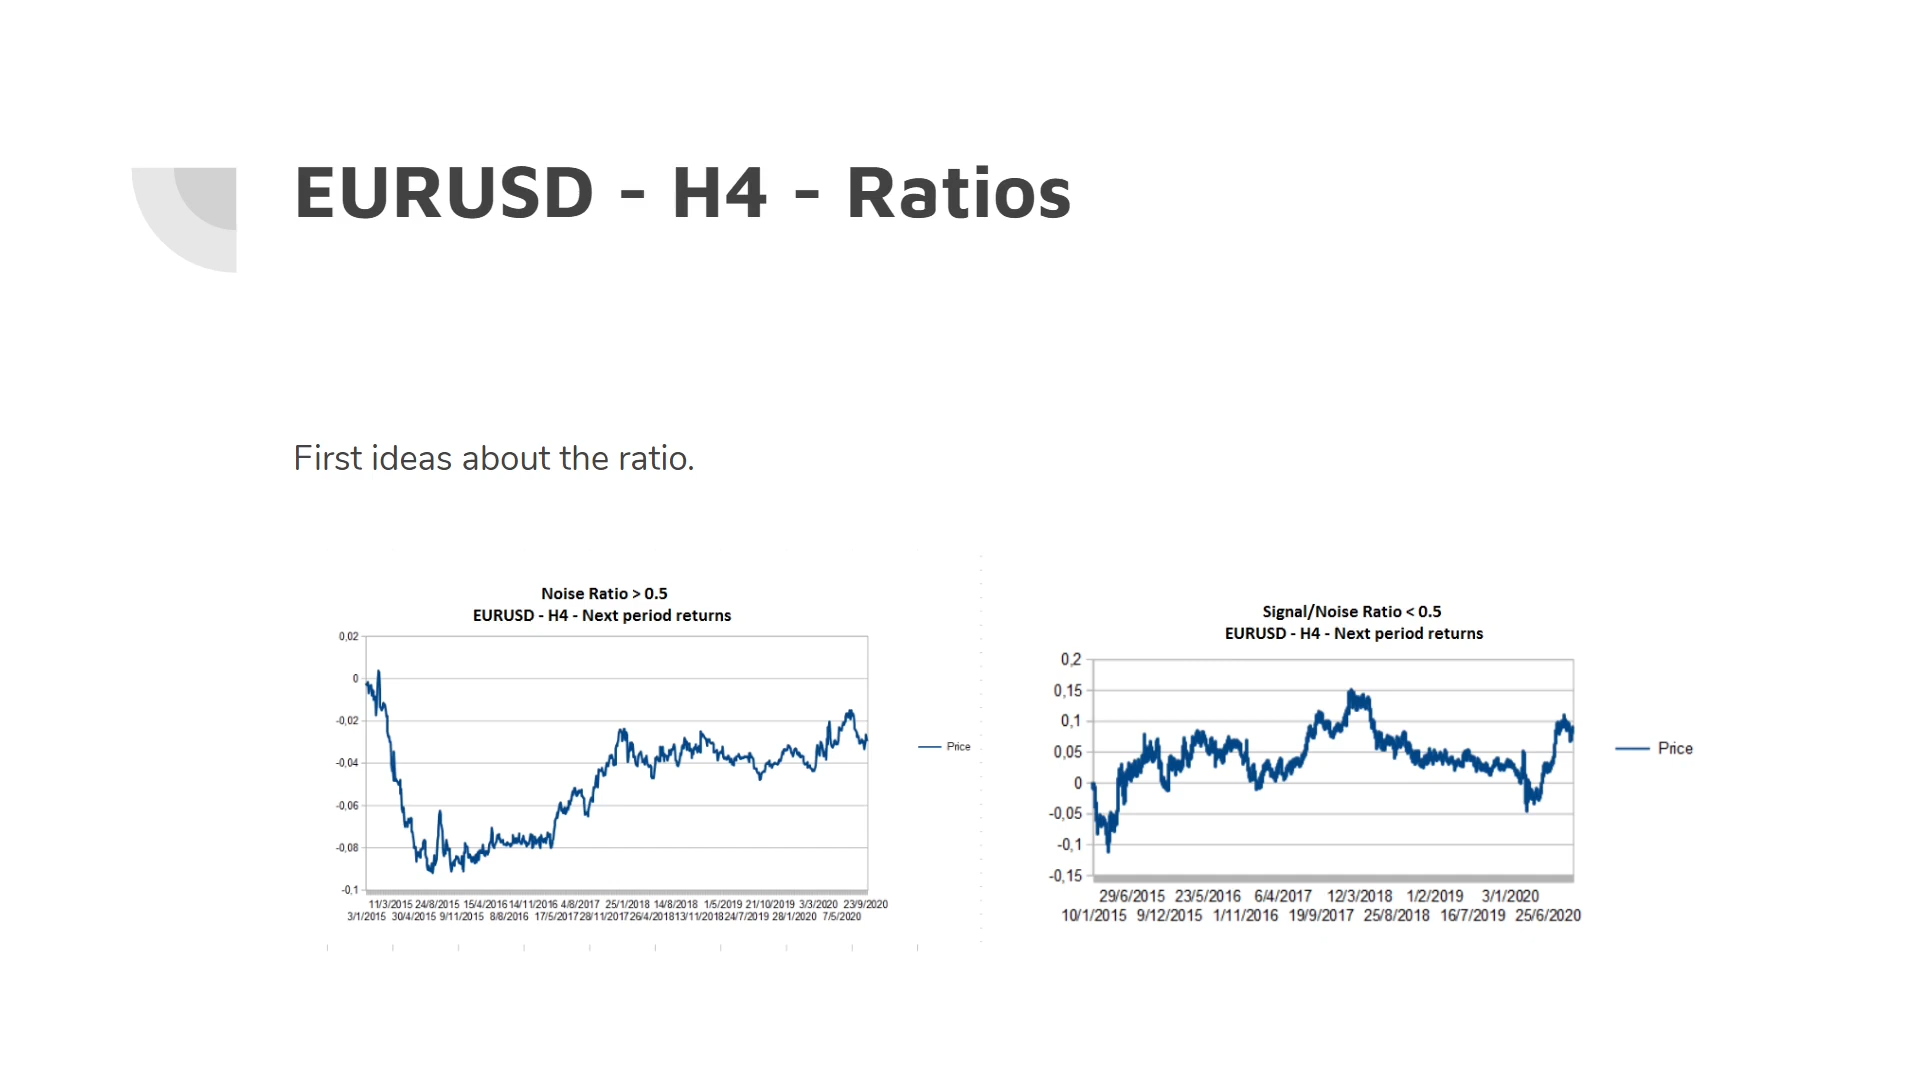 EURUSD - H4 - Ratios
First ideas about the ratio.
Noise Ratio > 0.5
EURUSD - H4 - Next period returns
0,02
0
-0,02
-0,04
-0,06
-0,08
-0,1
11/3/2015 24/8/2015 15/4/2016 14/11/2016 4/8/2017 25/1/2018 14/8/2018 1/5/2019 21/10/2019 3/3/2020 23/9/2020
3/1/2015 30/4/2015 9/11/2015 8/8/2016 17/5/2017 28/11/2017 26/4/2018 13/11/2018 24/7/2019 28/1/2020 7/5/2020
Price
Signal/Noise Ratio < 0.5
EURUSD - H4 - Next period returns
0,2
0,15
0,1
0,05
0
-0,05
-0,1
-0,15
29/6/2015 23/5/2016 6/4/2017 12/3/2018 1/2/2019 3/1/2020
10/1/2015 9/12/2015 1/11/2016 19/9/2017 25/8/2018 16/7/2019 25/6/2020
Price